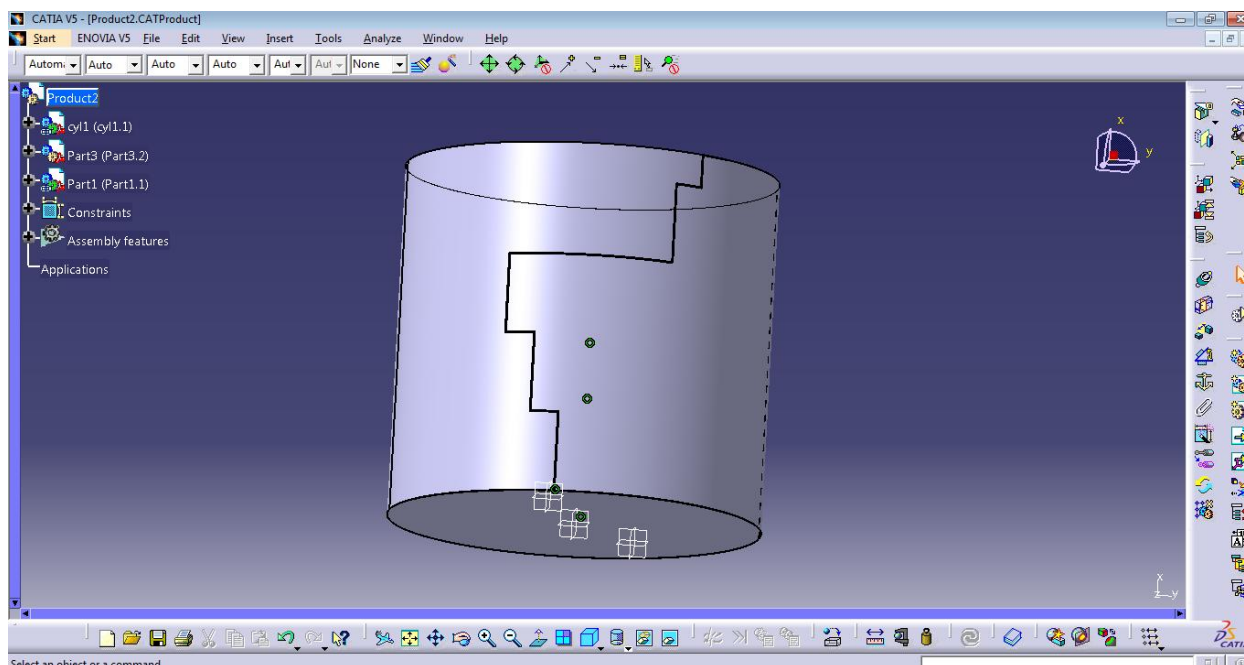 CATIA V5 - [Product2.CATProduct]
Start ENOVIA V5 File Edit View Insert Tools Analyze Window Help
Auto Auto Auto None
Product2
cyl1 (cyl1.1)
Part3 (Part3.2)
Part1 (Part1.1)
Constraints
Assembly features
Applications
x
y
x
z y
CATIA
Select an object or a command